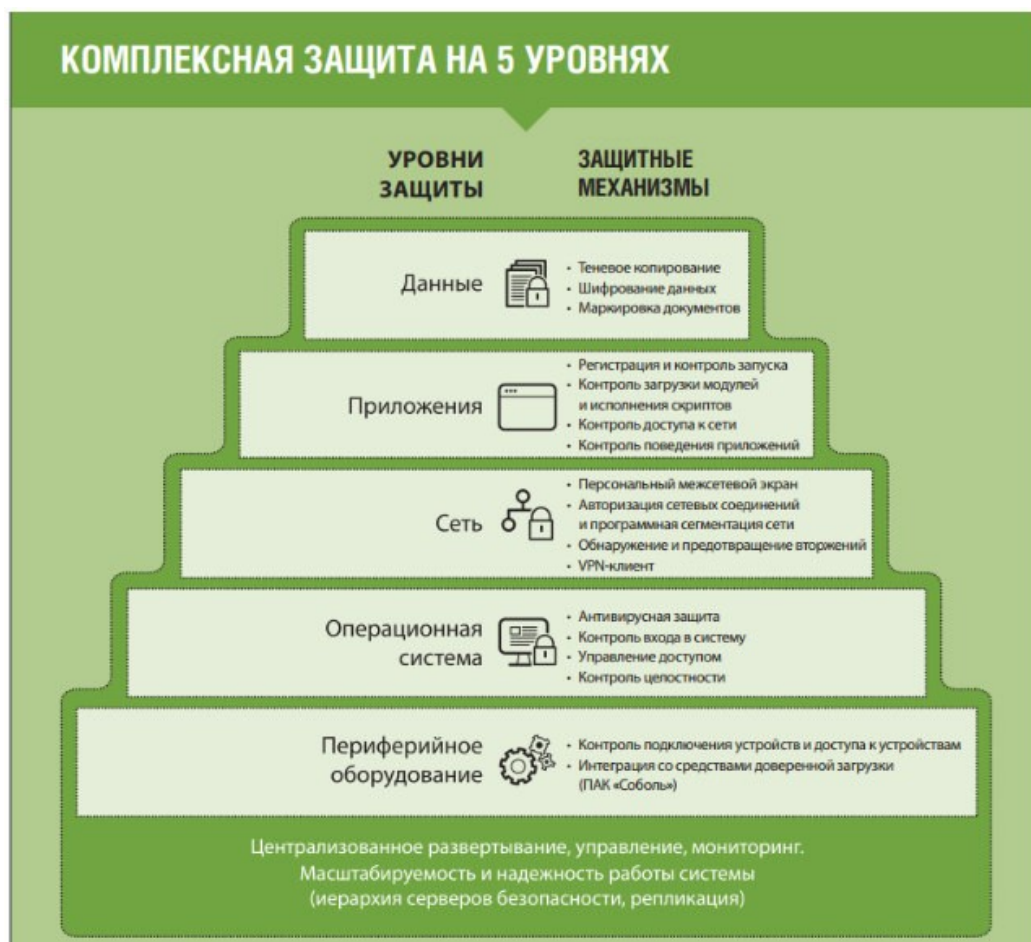 КОМПЛЕКСНАЯ ЗАЩИТА НА 5 УРОВНЯХ
УРОВНИ
ЗАЩИТЫ
ЗАЩИТНЫЕ
МЕХАНИЗМЫ
Данные
• Теневое копирование
• Шифрование данных
• Маркировка документов
Приложения
• Регистрация и контроль запуска
• Контроль загрузки модулей
и исполнения скриптов
• Контроль доступа к сети
• Контроль поведения приложений
Сеть
• Персональный межсетевой экран
• Авторизация сетевых соединений
и программная сегментация сети
• Обнаружение и предотвращение вторжений
• VPN-клиент
Операционная
система
• Антивирусная защита
• Контроль входа в систему
• Управление доступом
• Контроль целостности
Периферийное
оборудование
• Контроль подключения устройств и доступа к устройствам
• Интеграция со средствами доверенной загрузки
(ПАК «Соболь»)
Централизованное развертывание, управление, мониторинг.
Масштабируемость и надежность работы системы
(иерархия серверов безопасности, репликация)